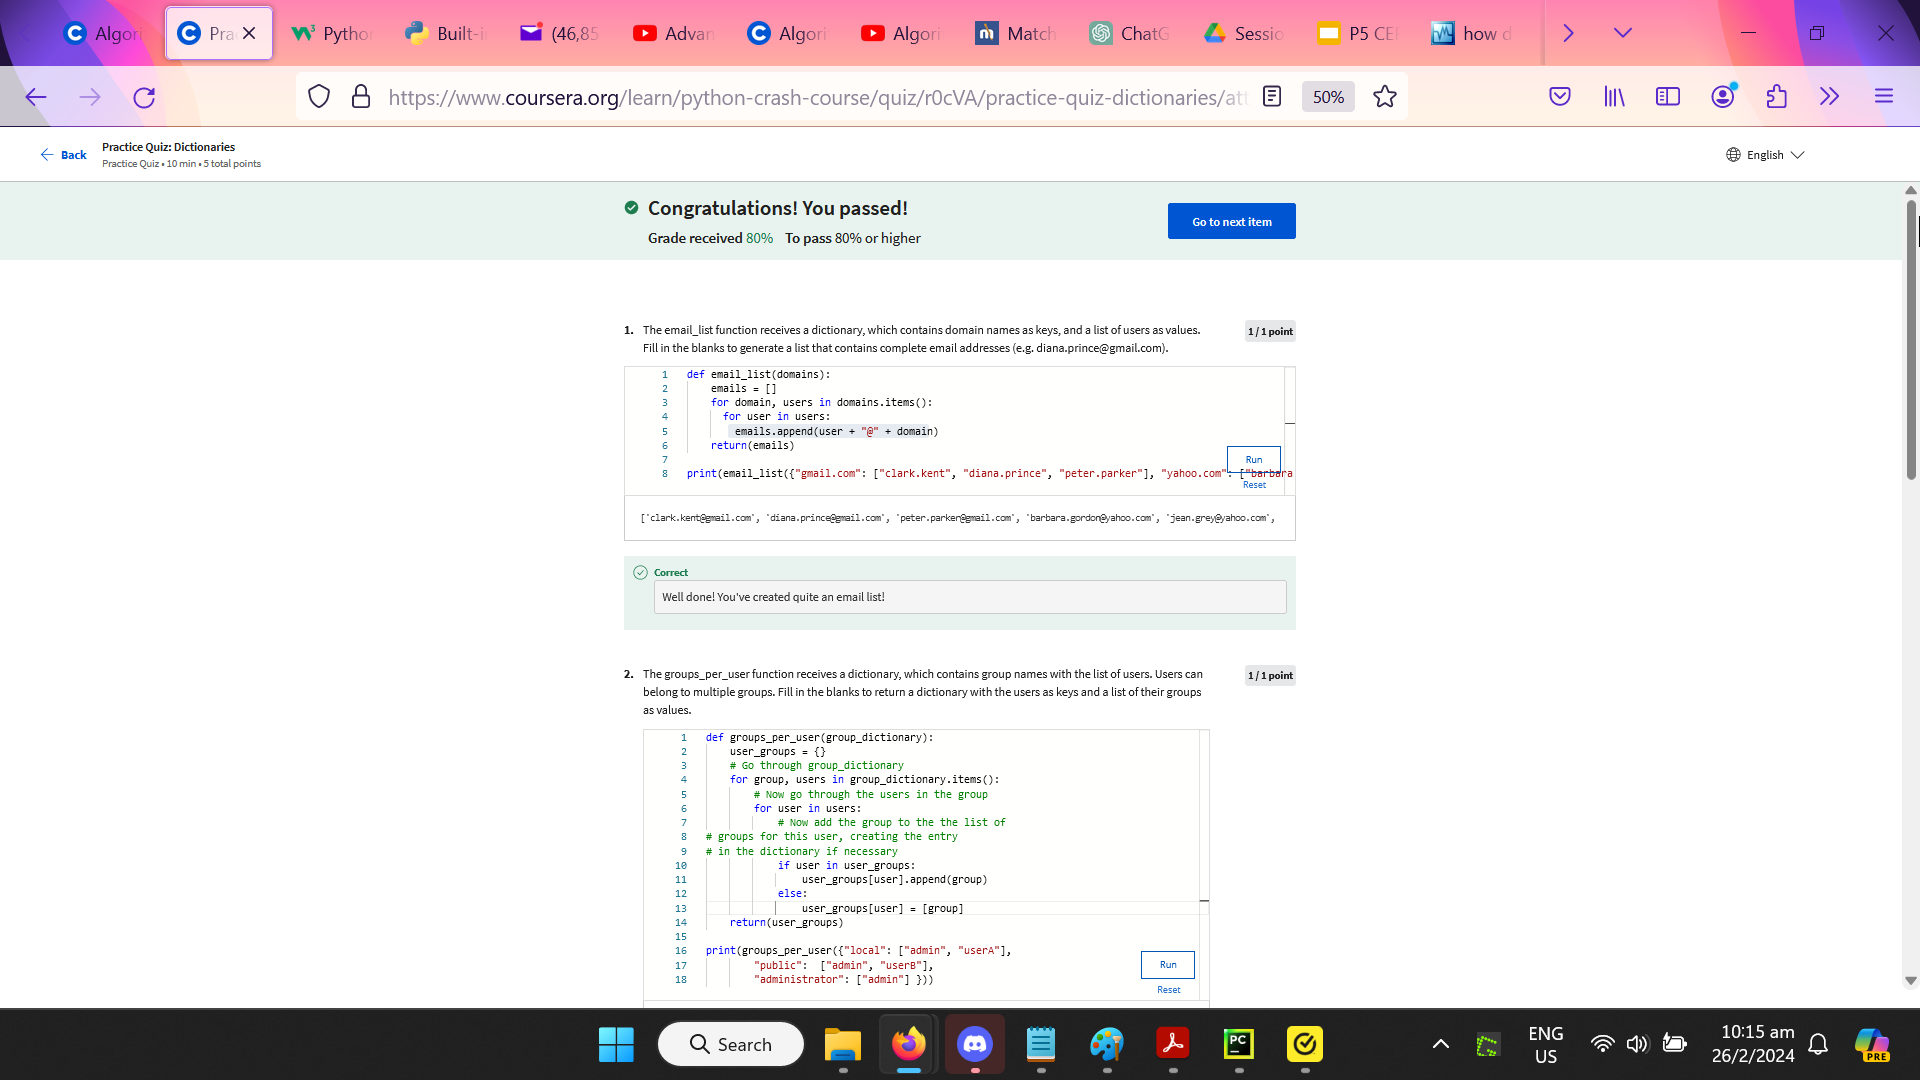 Algori
Pra
Pytho
Built-i
(46,85
Advan
Algori
Algori
Match
ChatG
Sessio
P5 CE
how d
https://www.coursera.org/learn/python-crash-course/quiz/r0cVA/practice-quiz-dictionaries/att
50%
Back
Practice Quiz: Dictionaries
Practice Quiz • 10 min • 5 total points
English
Congratulations! You passed!
Grade received 80% To pass 80% or higher
Go to next item
1. The email_list function receives a dictionary, which contains domain names as keys, and a list of users as values.
Fill in the blanks to generate a list that contains complete email addresses (e.g. diana.prince@gmail.com).
1 / 1 point
1 def email_list(domains):
2 emails = []
3 for domain, users in domains.items():
4 for user in users:
5 emails.append(user + "@" + domain)
6 return(emails)
7
8 print(email_list({"gmail.com": ["clark.kent", "diana.prince", "peter.parker"], "yahoo.com": ["barbara
Run
Reset
['clark.kent@gmail.com', 'diana.prince@gmail.com', 'peter.parker@gmail.com', 'barbara.gordon@yahoo.com', 'jean.grey@yahoo.com',
Correct
Well done! You've created quite an email list!
2. The groups_per_user function receives a dictionary, which contains group names with the list of users. Users can
belong to multiple groups. Fill in the blanks to return a dictionary with the users as keys and a list of their groups
as values.
1 / 1 point
1 def groups_per_user(group_dictionary):
2 user_groups = {}
3 # Go through group_dictionary
4 for group, users in group_dictionary.items():
5 # Now go through the users in the group
6 for user in users:
7 # Now add the group to the the list of
8 # groups for this user, creating the entry
9 # in the dictionary if necessary
10 if user in user_groups:
11 user_groups[user].append(group)
12 else:
13 user_groups[user] = [group]
14 return(user_groups)
15
16 print(groups_per_user({"local": ["admin", "userA"],
17 "public": ["admin", "userB"],
18 "administrator": ["admin"] }))
Run
Reset
Search
PC
ENG
US
10:15 am
26/2/2024
PRE